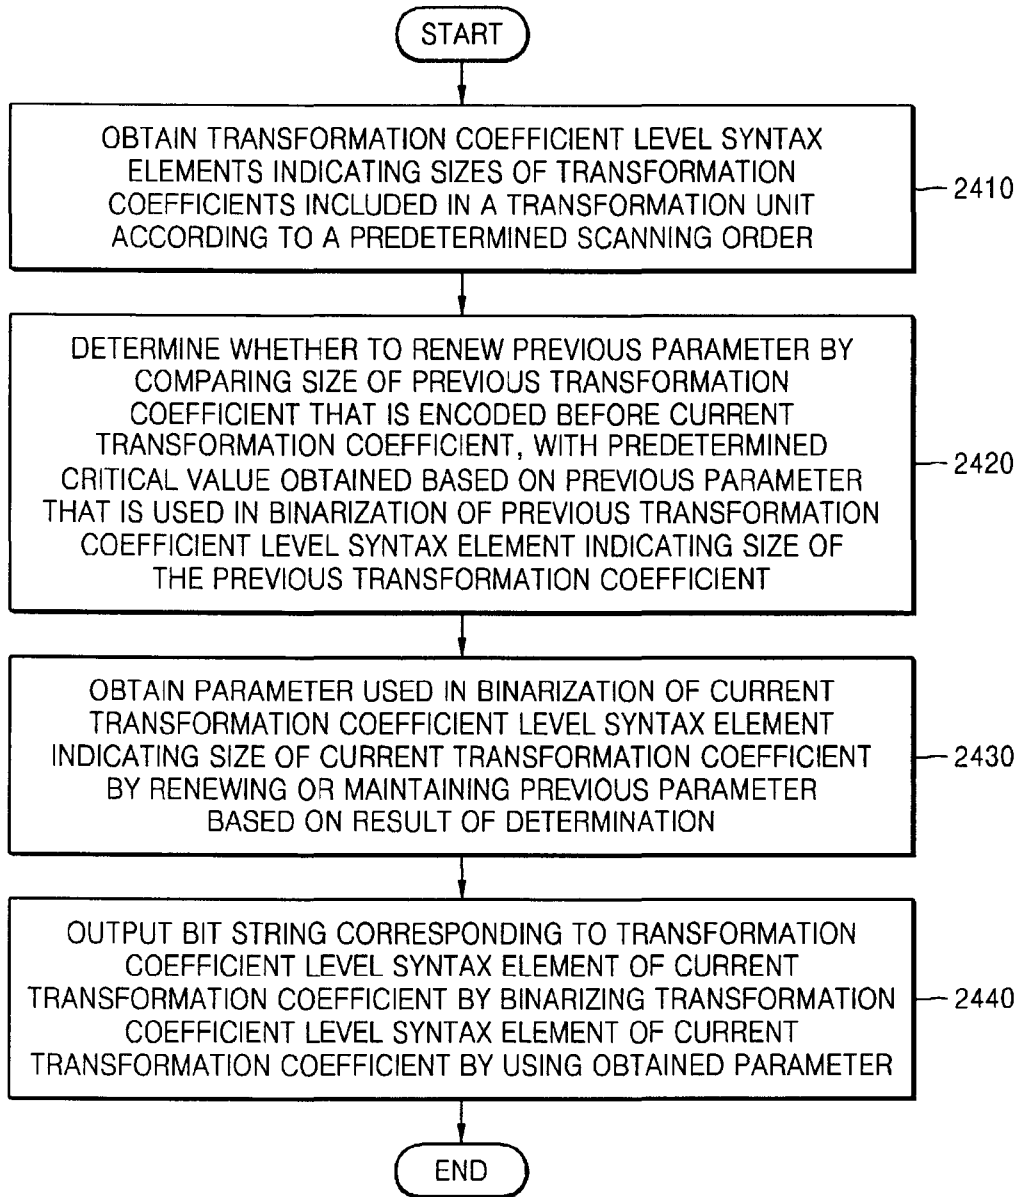 START
OBTAIN TRANSFORMATION COEFFICIENT LEVEL SYNTAX
ELEMENTS INDICATING SIZES OF TRANSFORMATION
COEFFICIENTS INCLUDED IN A TRANSFORMATION UNIT
ACCORDING TO A PREDETERMINED SCANNING ORDER
2410
DETERMINE WHETHER TO RENEW PREVIOUS PARAMETER BY
COMPARING SIZE OF PREVIOUS TRANSFORMATION
COEFFICIENT THAT IS ENCODED BEFORE CURRENT
TRANSFORMATION COEFFICIENT, WITH PREDETERMINED
CRITICAL VALUE OBTAINED BASED ON PREVIOUS PARAMETER
THAT IS USED IN BINARIZATION OF PREVIOUS TRANSFORMATION
COEFFICIENT LEVEL SYNTAX ELEMENT INDICATING SIZE OF
THE PREVIOUS TRANSFORMATION COEFFICIENT
2420
OBTAIN PARAMETER USED IN BINARIZATION OF CURRENT
TRANSFORMATION COEFFICIENT LEVEL SYNTAX ELEMENT
INDICATING SIZE OF CURRENT TRANSFORMATION COEFFICIENT
BY RENEWING OR MAINTAINING PREVIOUS PARAMETER
BASED ON RESULT OF DETERMINATION
2430
OUTPUT BIT STRING CORRESPONDING TO TRANSFORMATION
COEFFICIENT LEVEL SYNTAX ELEMENT OF CURRENT
TRANSFORMATION COEFFICIENT BY BINARIZING TRANSFORMATION
COEFFICIENT LEVEL SYNTAX ELEMENT OF CURRENT
TRANSFORMATION COEFFICIENT BY USING OBTAINED PARAMETER
2440
END